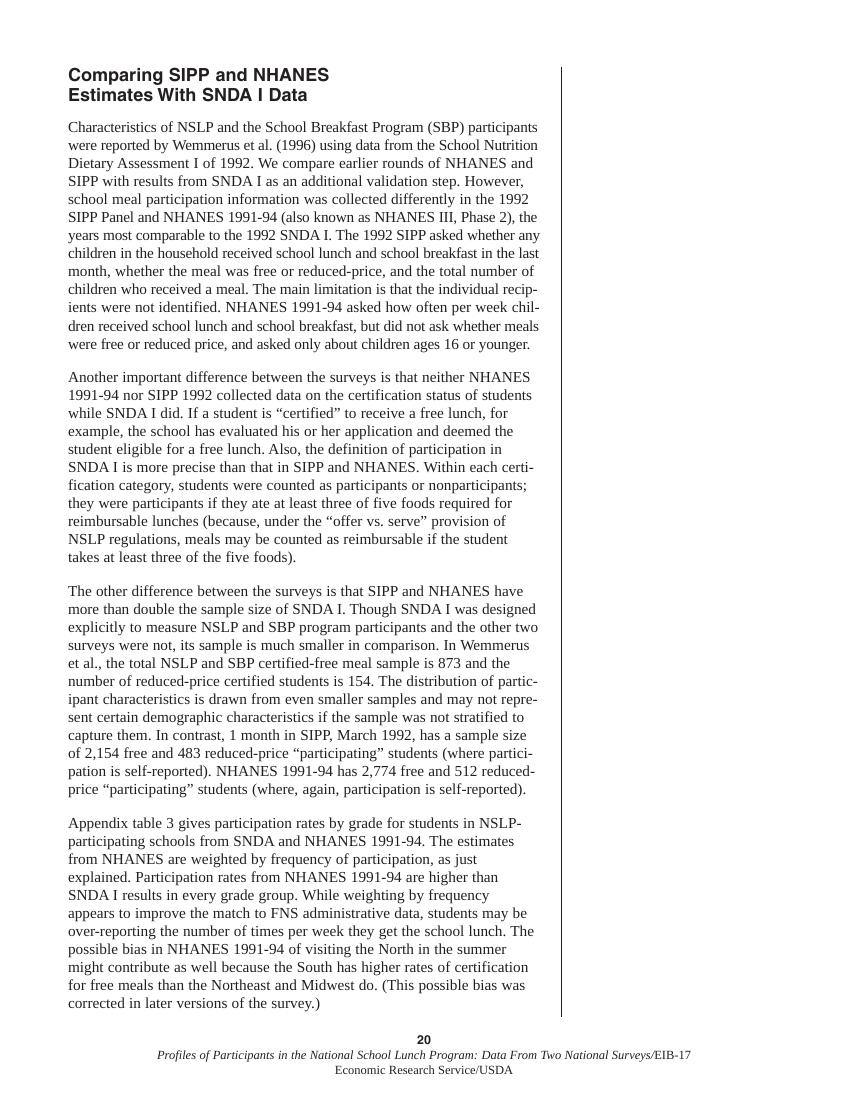 Comparing SIPP and NHANES
Estimates With SNDA I Data
Characteristics of NSLP and the School Breakfast Program (SBP) participants
were reported by Wemmerus et al. (1996) using data from the School Nutrition
Dietary Assessment I of 1992. We compare earlier rounds of NHANES and
SIPP with results from SNDA I as an additional validation step. However,
school meal participation information was collected differently in the 1992
SIPP Panel and NHANES 1991-94 (also known as NHANES III, Phase 2), the
years most comparable to the 1992 SNDA I. The 1992 SIPP asked whether any
children in the household received school lunch and school breakfast in the last
month, whether the meal was free or reduced-price, and the total number of
children who received a meal. The main limitation is that the individual recip-
ients were not identified. NHANES 1991-94 asked how often per week chil-
dren received school lunch and school breakfast, but did not ask whether meals
were free or reduced price, and asked only about children ages 16 or younger.
Another important difference between the surveys is that neither NHANES
1991-94 nor SIPP 1992 collected data on the certification status of students
while SNDA I did. If a student is “certified” to receive a free lunch, for
example, the school has evaluated his or her application and deemed the
student eligible for a free lunch. Also, the definition of participation in
SNDA I is more precise than that in SIPP and NHANES. Within each certi-
fication category, students were counted as participants or nonparticipants;
they were participants if they ate at least three of five foods required for
reimbursable lunches (because, under the “offer vs. serve” provision of
NSLP regulations, meals may be counted as reimbursable if the student
takes at least three of the five foods).
The other difference between the surveys is that SIPP and NHANES have
more than double the sample size of SNDA I. Though SNDA I was designed
explicitly to measure NSLP and SBP program participants and the other two
surveys were not, its sample is much smaller in comparison. In Wemmerus
et al., the total NSLP and SBP certified-free meal sample is 873 and the
number of reduced-price certified students is 154. The distribution of partic-
ipant characteristics is drawn from even smaller samples and may not repre-
sent certain demographic characteristics if the sample was not stratified to
capture them. In contrast, 1 month in SIPP, March 1992, has a sample size
of 2,154 free and 483 reduced-price “participating” students (where partici-
pation is self-reported). NHANES 1991-94 has 2,774 free and 512 reduced-
price “participating” students (where, again, participation is self-reported).
Appendix table 3 gives participation rates by grade for students in NSLP-
participating schools from SNDA and NHANES 1991-94. The estimates
from NHANES are weighted by frequency of participation, as just
explained. Participation rates from NHANES 1991-94 are higher than
SNDA I results in every grade group. While weighting by frequency
appears to improve the match to FNS administrative data, students may be
over-reporting the number of times per week they get the school lunch. The
possible bias in NHANES 1991-94 of visiting the North in the summer
might contribute as well because the South has higher rates of certification
for free meals than the Northeast and Midwest do. (This possible bias was
corrected in later versions of the survey.)
20
Profiles of Participants in the National School Lunch Program: Data From Two National Surveys/EIB-17
Economic Research Service/USDA